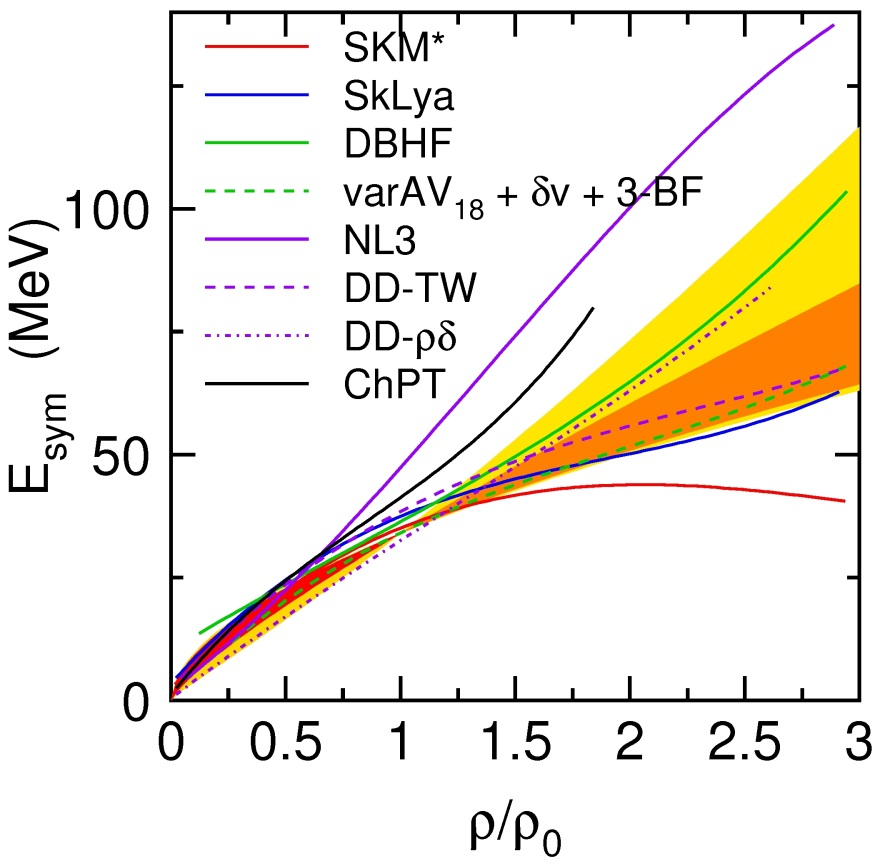 SKM*
SkLya
DBHF
varAV18 + δv + 3-BF
NL3
DD-TW
DD-ρδ
ChPT
Esym (MeV)
100
50
0
0 0.5 1 1.5 2 2.5 3
ρ/ρ0